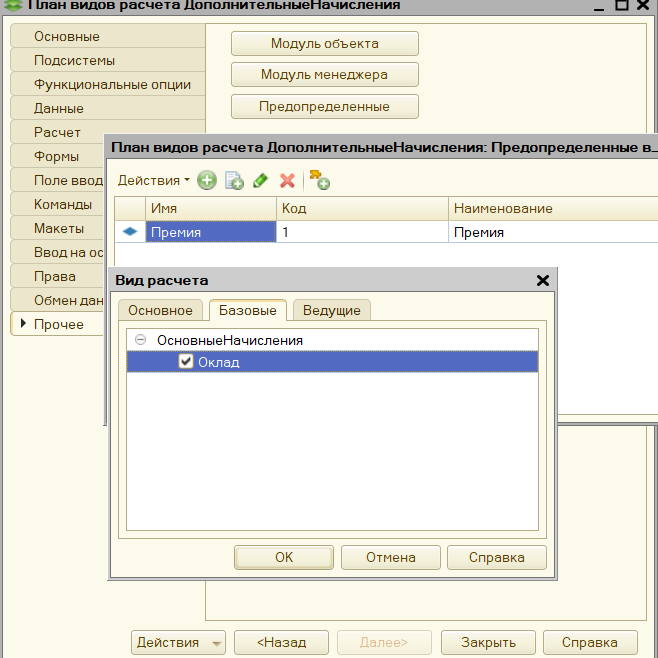 План видов расчета ДополнительныеНачисления
Основные
Подсистемы
Функциональные опции
Данные
Расчет
Формы
Поле ввод
Команды
Макеты
Ввод на ос
Права
Обмен дан
Прочее
Модуль объекта
Модуль менеджера
Предопределенные
План видов расчета ДополнительныеНачисления: Предопределенные в...
Действия
Имя Код Наименование
Премия 1 Премия
Вид расчета
Основное Базовые Ведущие
ОсновныеНачисления
Оклад
OK Отмена Справка
Действия <Назад Далее> Закрыть Справка